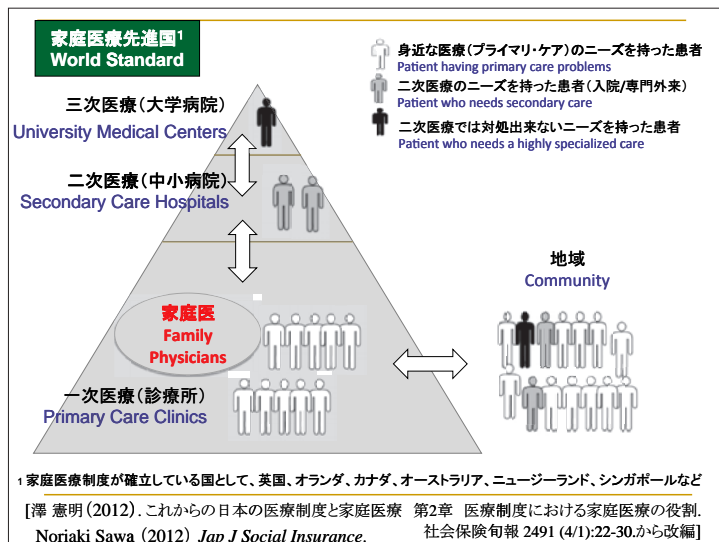 家庭医療先進国1
World Standard
身近な医療(プライマリ・ケア)のニーズを持った患者
Patient having primary care problems
二次医療のニーズを持った患者(入院/専門外来)
Patient who needs secondary care
二次医療では対処出来ないニーズを持った患者
Patient who needs a highly specialized care
三次医療(大学病院)
University Medical Centers
二次医療(中小病院)
Secondary Care Hospitals
家庭医
Family
Physicians
一次医療(診療所)
Primary Care Clinics
地域
Community
1 家庭医療制度が確立している国として、英国、オランダ、カナダ、オーストラリア、ニュージーランド、シンガポールなど
[澤 憲明(2012). これからの日本の医療制度と家庭医療 第2章 医療制度における家庭医療の役割.
社会保険旬報 2491 (4/1):22-30.から改編]
Noriaki Sawa (2012) Jap J Social Insurance.